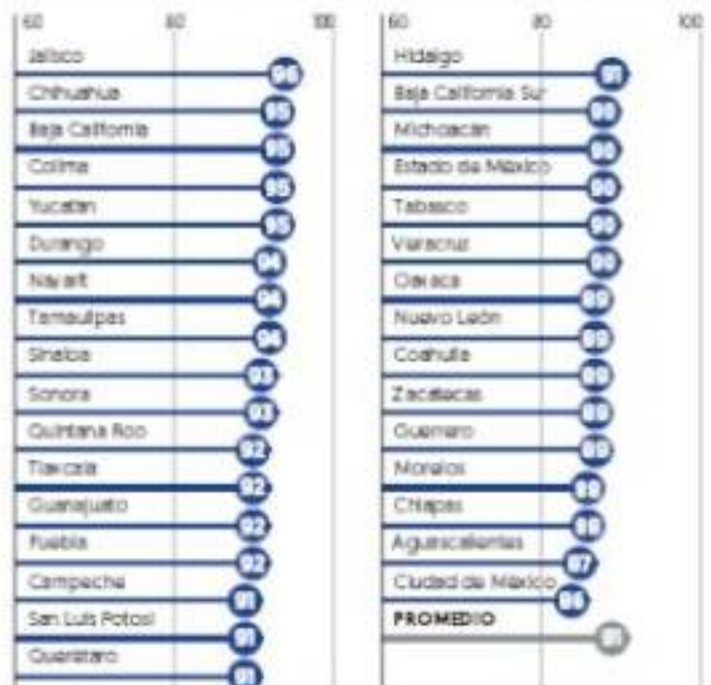 60 80 100
Jalisco
96
Chihuahua
95
Baja California
95
Colima
95
Yucatán
95
Durango
94
Nayarit
94
Tamaulipas
94
Sinaloa
93
Sonora
93
Quintana Roo
92
Tlaxcala
92
Guanajuato
92
Puebla
92
Campeche
91
San Luis Potosí
91
Querétaro
91
60 80 100
Hidalgo
91
Baja California Sur
90
Michoacán
90
Estado de México
90
Tabasco
90
Veracruz
90
Oaxaca
89
Nuevo León
89
Coahuila
89
Zacatecas
89
Guerrero
89
Morelos
88
Chiapas
88
Aguascalientes
87
Ciudad de México
86
PROMEDIO
91